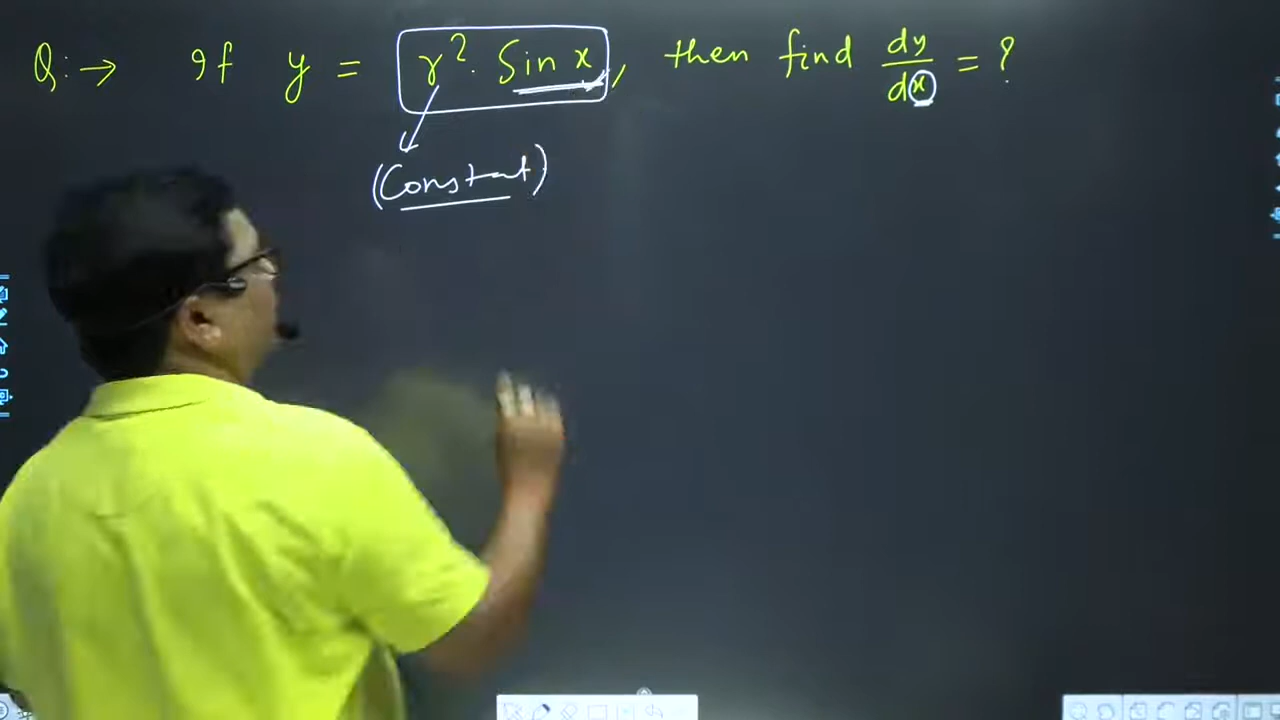 Q:→ If y = r². Sin x, then find dy/dx = ?
(Constant)